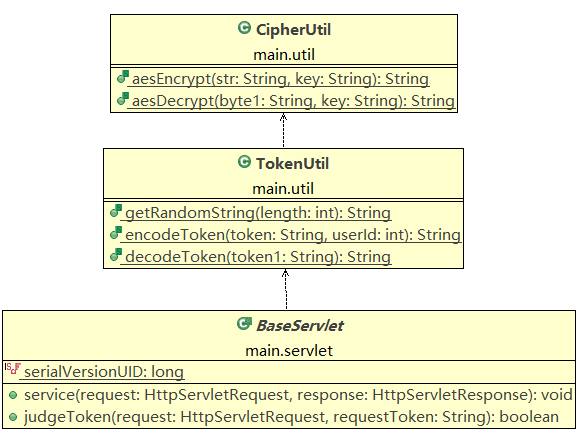 CipherUtil
main.util
aesEncrypt(str: String, key: String): String
aesDecrypt(byte1: String, key: String): String
TokenUtil
main.util
getRandomString(length: int): String
encodeToken(token: String, userId: int): String
decodeToken(token1: String): String
BaseServlet
main.servlet
serialVersionUID: long
service(request: HttpServletRequest, response: HttpServletResponse): void
judgeToken(request: HttpServletRequest, requestToken: String): boolean